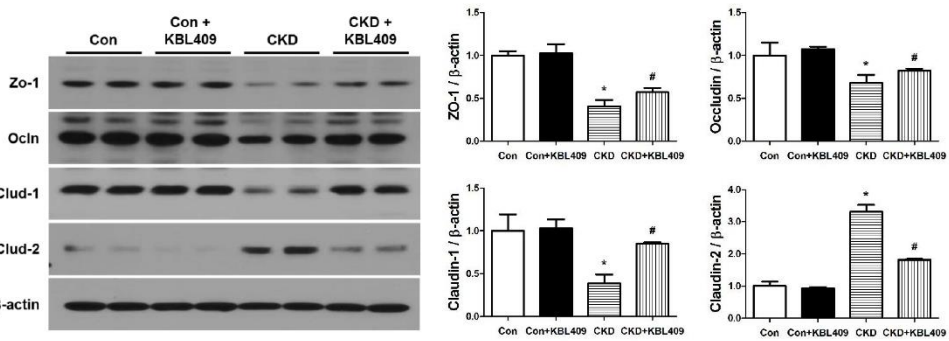 Con
Con +
KBL409
CKD
CKD +
KBL409
Zo-1
Ocln
Clud-1
Clud-2
β-actin
ZO-1 / β-actin
1.5
1.0
0.5
0.0
*
#
Con Con+KBL409 CKD CKD+KBL409
Occludin / β-actin
1.5
1.0
0.5
0.0
*
#
Con Con+KBL409 CKD CKD+KBL409
Claudin-1 / β-actin
1.5
1.0
0.5
0.0
*
#
Con Con+KBL409 CKD CKD+KBL409
Claudin-2 / β-actin
4.0
3.0
2.0
1.0
0.0
*
#
Con Con+KBL409 CKD CKD+KBL409